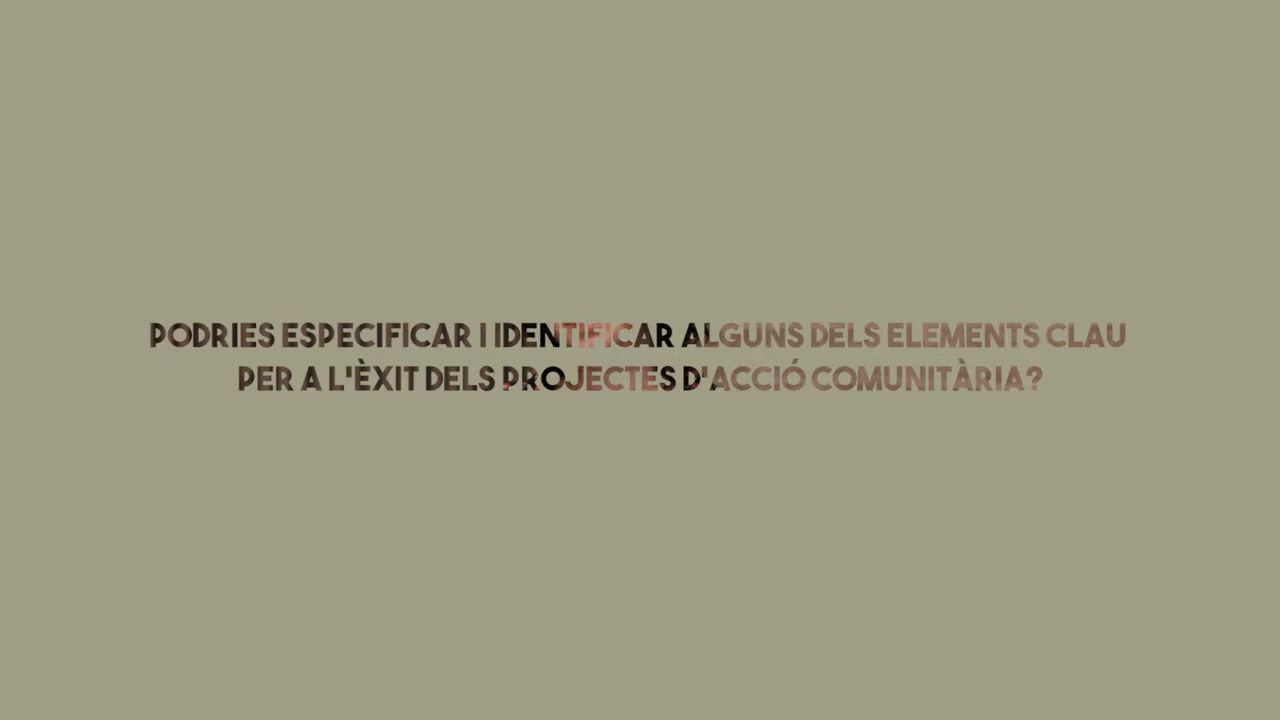 PODRIES ESPECIFICAR I IDENTIFICAR ALGUNS DELS ELEMENTS CLAU
PER A L'ÈXIT DELS PROJECTES D'ACCIÓ COMUNITÀRIA?